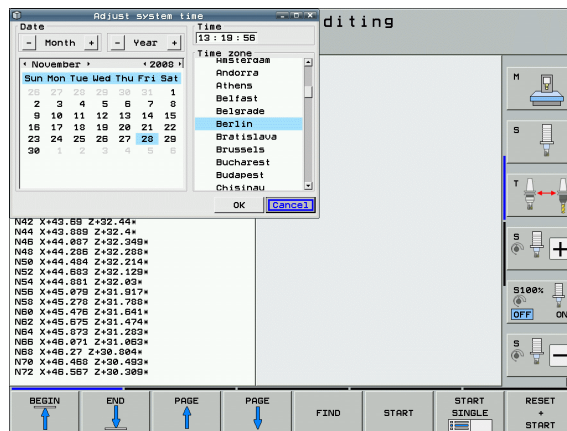 Adjust system time
diting
Date
Time
- Month + - Year +
13:19:56
Time zone
November 2008
Sun Mon Tue Wed Thu Fri Sat
26 27 28 29 30 31 1
2 3 4 5 6 7 8
9 10 11 12 13 14 15
16 17 18 19 20 21 22
23 24 25 26 27 28 29
30 1 2 3 4 5 6
Amsterdam
Andorra
Athens
Belfast
Belgrade
Berlin
Bratislava
Brussels
Bucharest
Budapest
Chisinau
OK Cancel
N42 X+43.69 Z+32.44*
N44 X+43.889 Z+32.4*
N46 X+44.087 Z+32.349*
N48 X+44.286 Z+32.288*
N50 X+44.484 Z+32.214*
N52 X+44.683 Z+32.129*
N54 X+44.881 Z+32.03*
N56 X+45.079 Z+31.917*
N58 X+45.278 Z+31.788*
N60 X+45.476 Z+31.641*
N62 X+45.675 Z+31.474*
N64 X+45.873 Z+31.283*
N66 X+46.071 Z+31.063*
N68 X+46.27 Z+30.804*
N70 X+46.468 Z+30.493*
N72 X+46.567 Z+30.309*
M
S
T
S
+
S100%
OFF ON
S
-
BEGIN
END
PAGE
PAGE
FIND
START
START
SINGLE
RESET
+
START